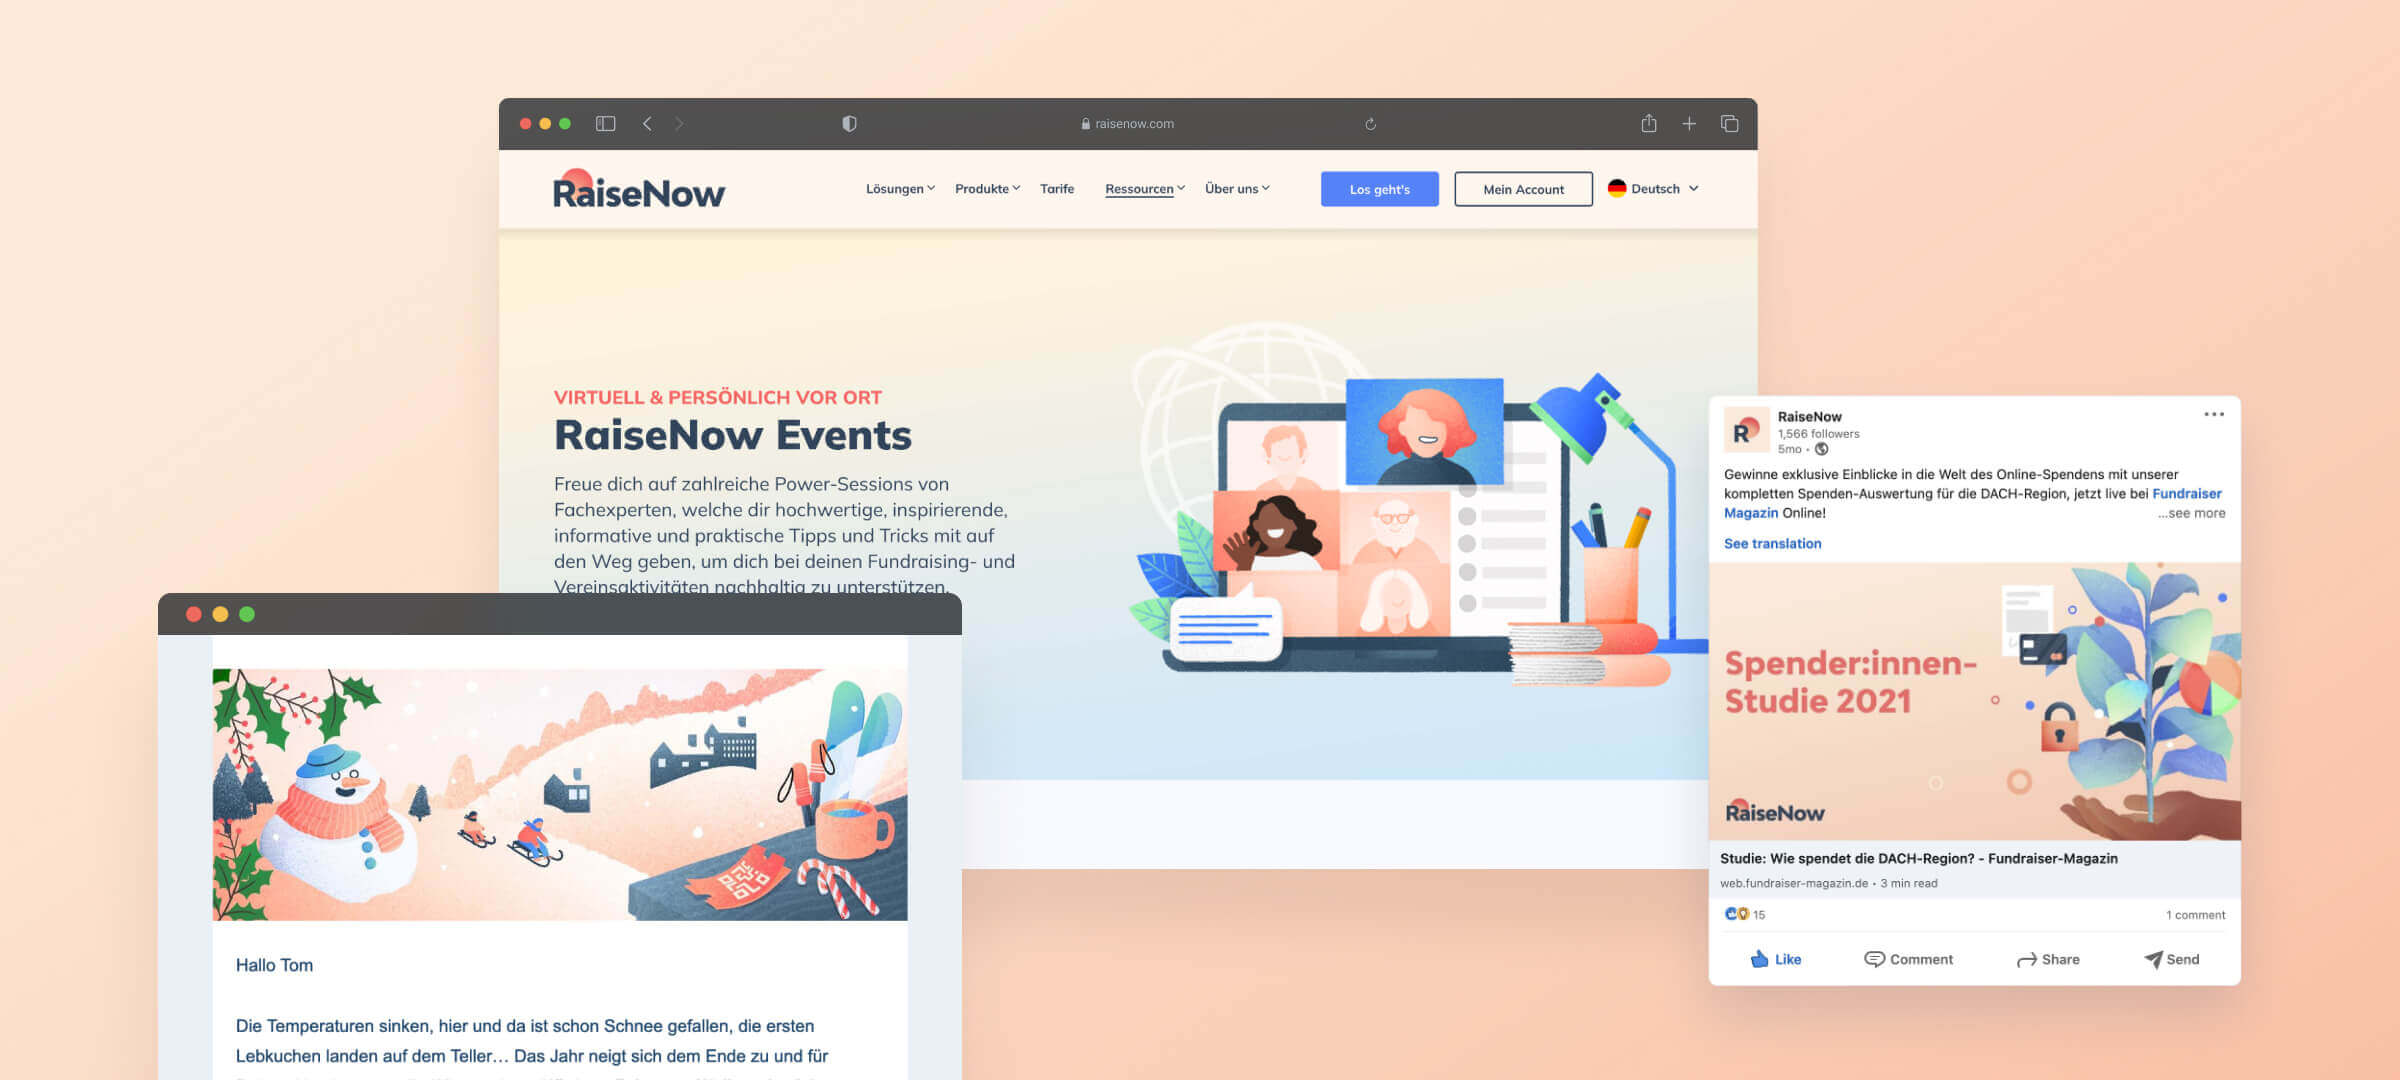 raisenow.com
RaiseNow
Lösungen
Produkte
Tarife
Ressourcen
Über uns
Los geht's
Mein Account
Deutsch
VIRTUELL & PERSÖNLICH VOR ORT
RaiseNow Events
Freue dich auf zahlreiche Power-Sessions von
Fachexperten, welche dir hochwertige, inspirierende,
informative und praktische Tipps und Tricks mit auf
den Weg geben, um dich bei deinen Fundraising- und
Vereinsaktivitäten nachhaltig zu unterstützen.
Hallo Tom
Die Temperaturen sinken, hier und da ist schon Schnee gefallen, die ersten
Lebkuchen landen auf dem Teller… Das Jahr neigt sich dem Ende zu und für
R
RaiseNow
1,566 followers
5mo •
Gewinne exklusive Einblicke in die Welt des Online-Spendens mit unserer
kompletten Spenden-Auswertung für die DACH-Region, jetzt live bei Fundraiser
Magazin Online!
...see more
See translation
Spender:innen-
Studie 2021
RaiseNow
Studie: Wie spendet die DACH-Region? - Fundraiser-Magazin
web.fundraiser-magazin.de • 3 min read
15
1 comment
Like
Comment
Share
Send